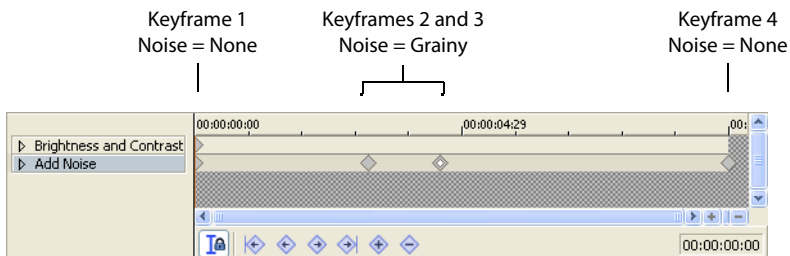 Keyframe 1
Noise = None
Keyframes 2 and 3
Noise = Grainy
Keyframe 4
Noise = None
00:00:00:00
00:00:04:29
00:
Brightness and Contrast
Add Noise
00:00:00:00